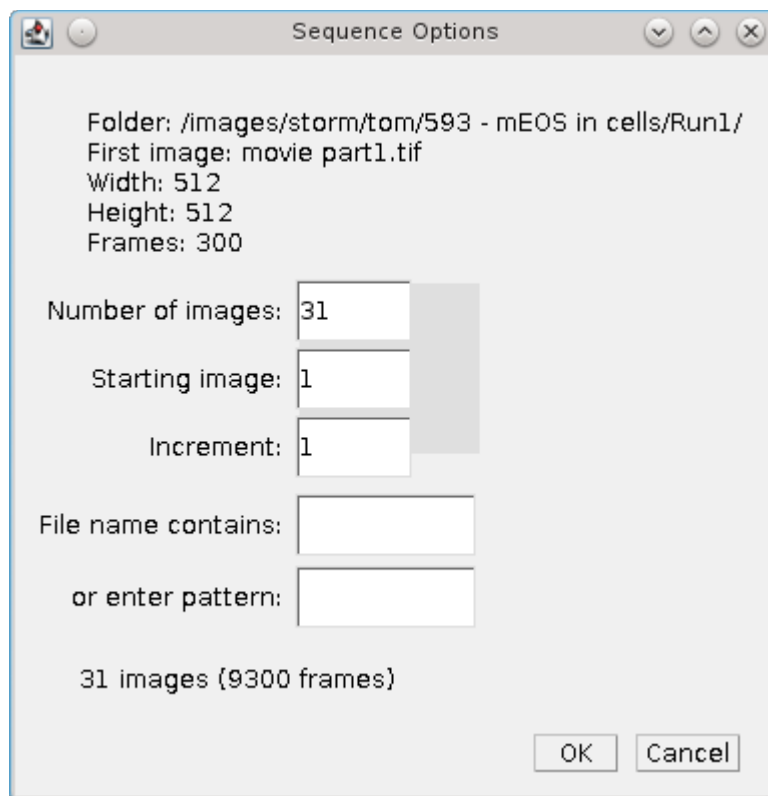 Sequence Options
Folder: /images/storm/tom/593 - mEOS in cells/Run1/
First image: movie part1.tif
Width: 512
Height: 512
Frames: 300
Number of images: 31
Starting image: 1
Increment: 1
File name contains:
or enter pattern:
31 images (9300 frames)
OK Cancel